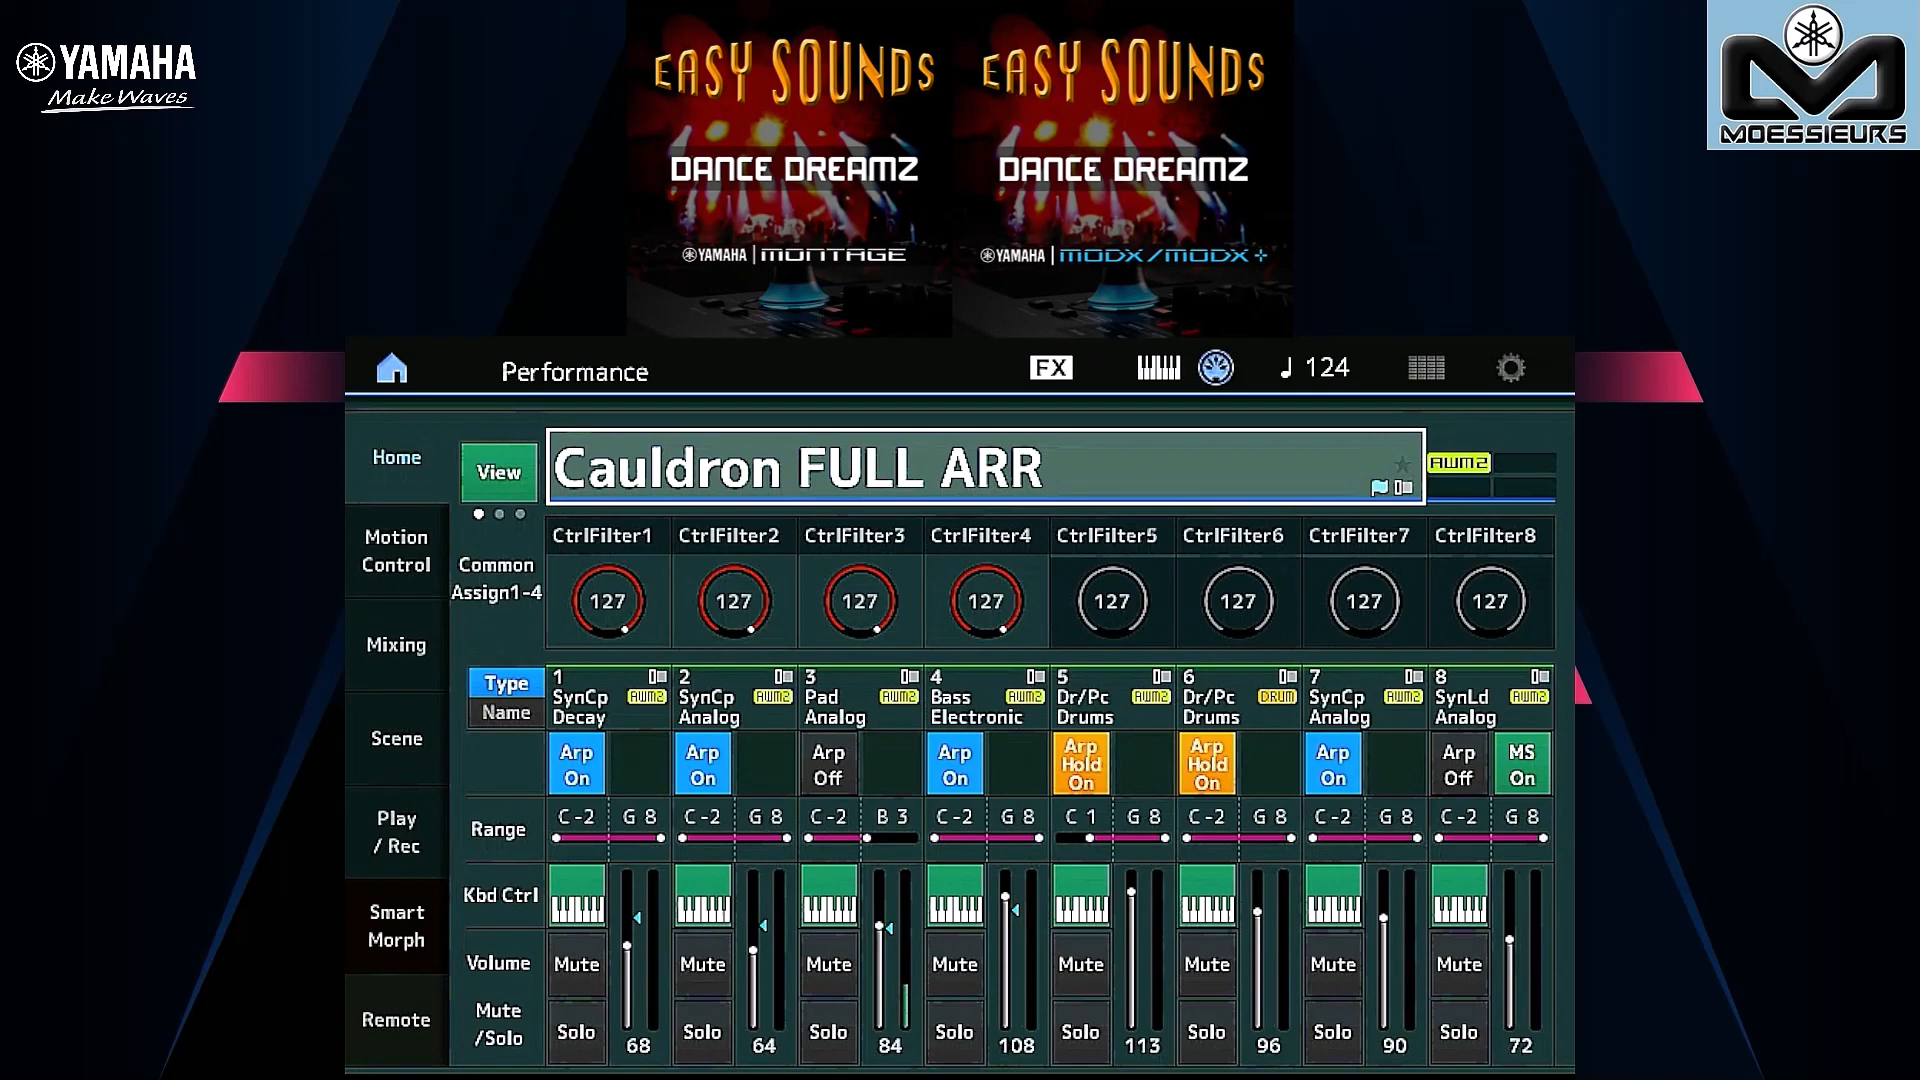 YAMAHA
Make Waves
EASY SOUNDS
DANCE DREAMZ
YAMAHA | MONTAGE
EASY SOUNDS
DANCE DREAMZ
YAMAHA | MODX/MODX+
MOESSIEURS
Performance
FX
124
Home
View
Cauldron FULL ARR
AWM2
Motion
Control
Common
Assign1-4
CtrlFilter1 CtrlFilter2 CtrlFilter3 CtrlFilter4 CtrlFilter5 CtrlFilter6 CtrlFilter7 CtrlFilter8
127 127 127 127 127 127 127 127
Mixing
Type
Name
1 2 3 4 5 6 7 8
SynCp AWM2 SynCp AWM2 Pad AWM2 Bass AWM2 Dr/Pc AWM2 Dr/Pc DRUM SynCp AWM2 SynLd AWM2
Decay Analog Analog Electronic Drums Drums Analog Analog
Scene
Arp Arp Arp Arp Arp Arp Arp Arp MS
Hold Hold
On On Off On On On On Off On
Play
/ Rec
Range
C -2 G 8 C -2 G 8 C -2 B 3 C -2 G 8 C 1 G 8 C -2 G 8 C -2 G 8 C -2 G 8
Smart
Morph
Kbd Ctrl
Volume
Mute Mute Mute Mute Mute Mute Mute Mute
Remote
Mute
/Solo
Solo Solo Solo Solo Solo Solo Solo Solo
68 64 84 108 113 96 90 72